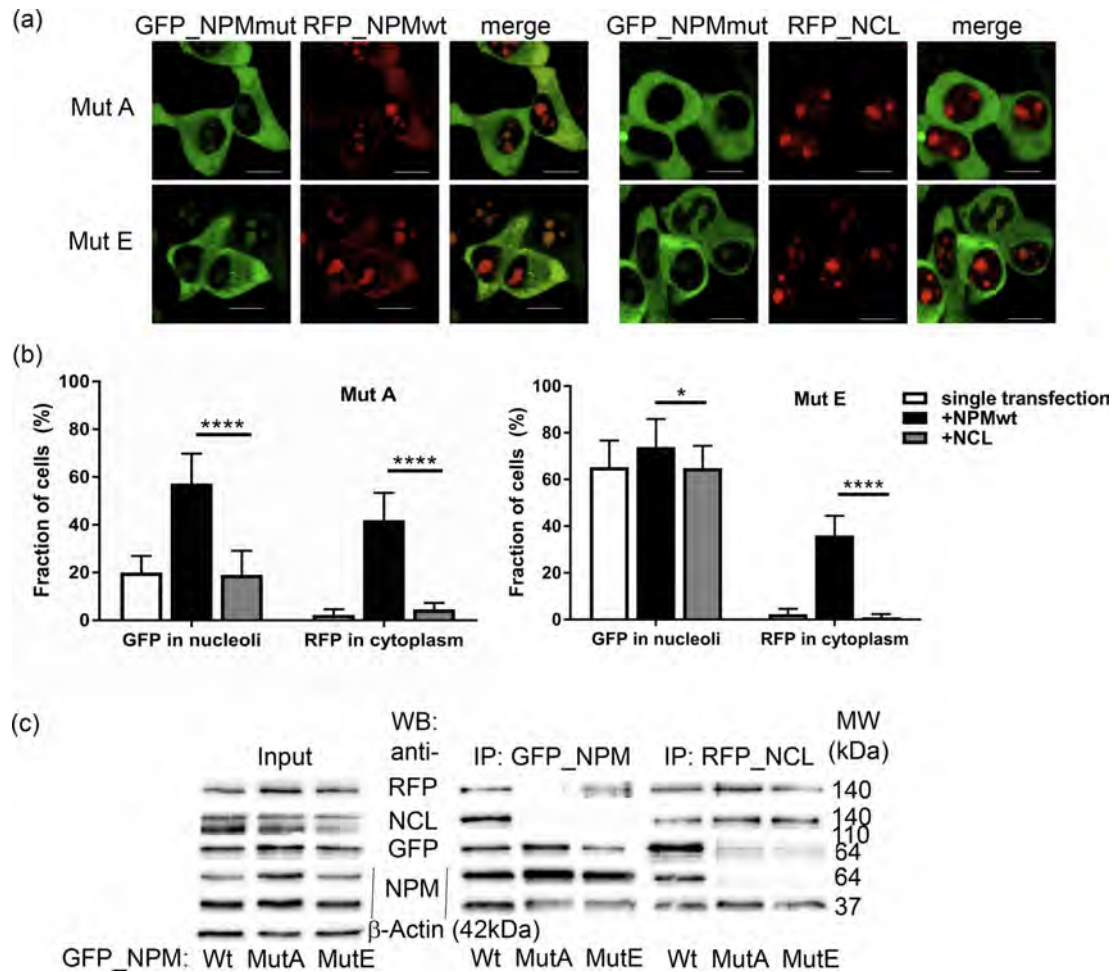 (a)
GFP_NPMmut RFP_NPMwt merge GFP_NPMmut RFP_NCL merge
Mut A
Mut E
(b)
Mut A
Fraction of cells (%)
100
80
60
40
20
0
****
****
GFP in nucleoli RFP in cytoplasm
Mut E
Fraction of cells (%)
100
80
60
40
20
0
*
****
GFP in nucleoli RFP in cytoplasm
single transfection
+NPMwt
+NCL
(c)
WB: MW
Input anti- IP: GFP_NPM IP: RFP_NCL (kDa)
RFP 140
NCL 140
110
GFP 64
NPM 64
37
β-Actin (42kDa)
GFP_NPM: Wt MutA MutE Wt MutA MutE Wt MutA MutE